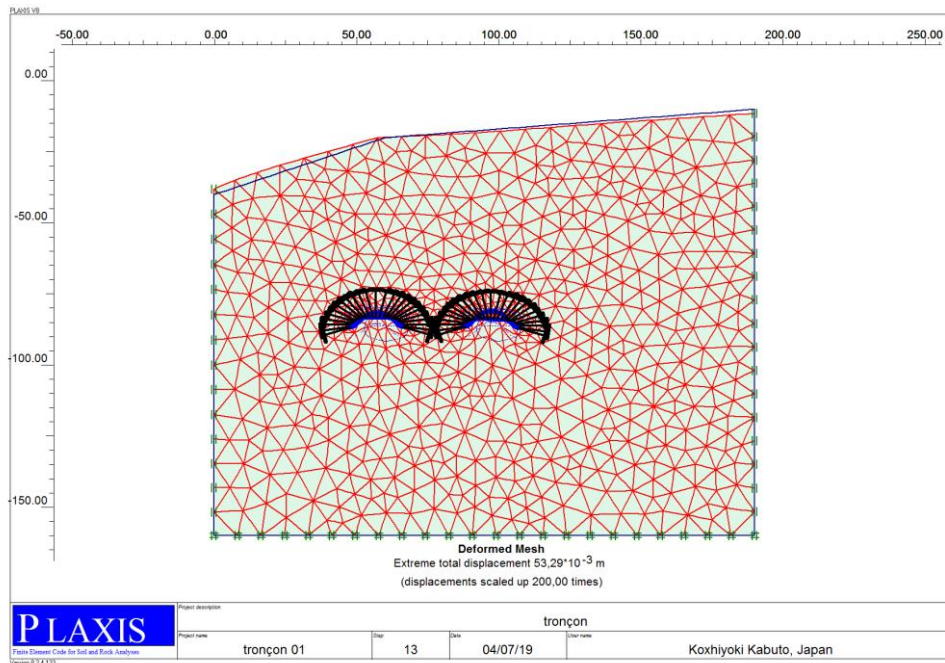 PLAXIS V8
-50.00 0.00 50.00 100.00 150.00 200.00 250.00
0.00
-50.00
-100.00
-150.00
Deformed Mesh
Extreme total displacement 53,29*10⁻³ m
(displacements scaled up 200,00 times)
PLAXIS
Finite Element Code for Soil and Rock Analyses
Project description
tronçon
Project name
tronçon 01
Step
13
Date
04/07/19
User name
Koxhiyoki Kabuto, Japan